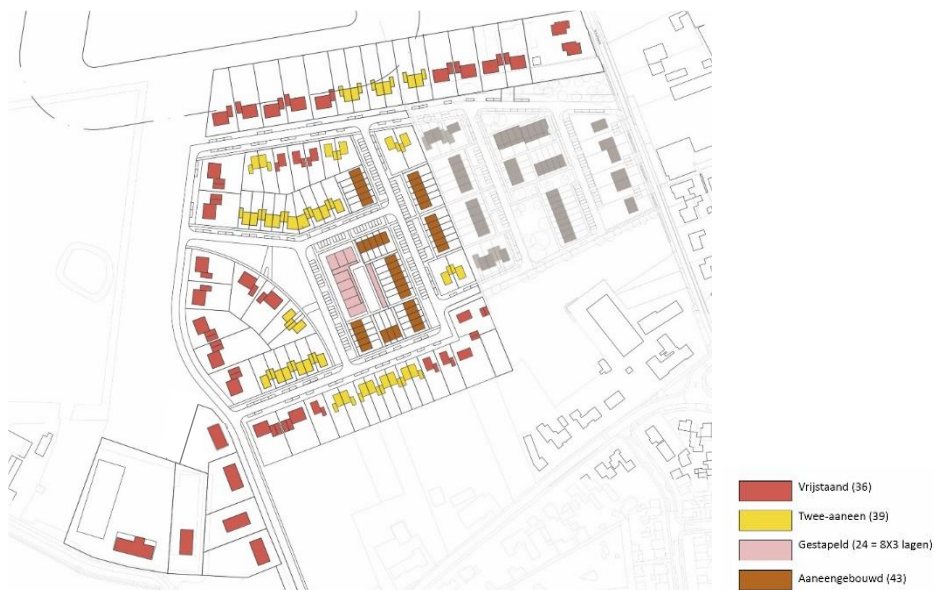 Vrijstaand (36)
Twee-aaneen (39)
Gestapeld (24 = 8X3 lagen)
Aaneengebouwd (43)